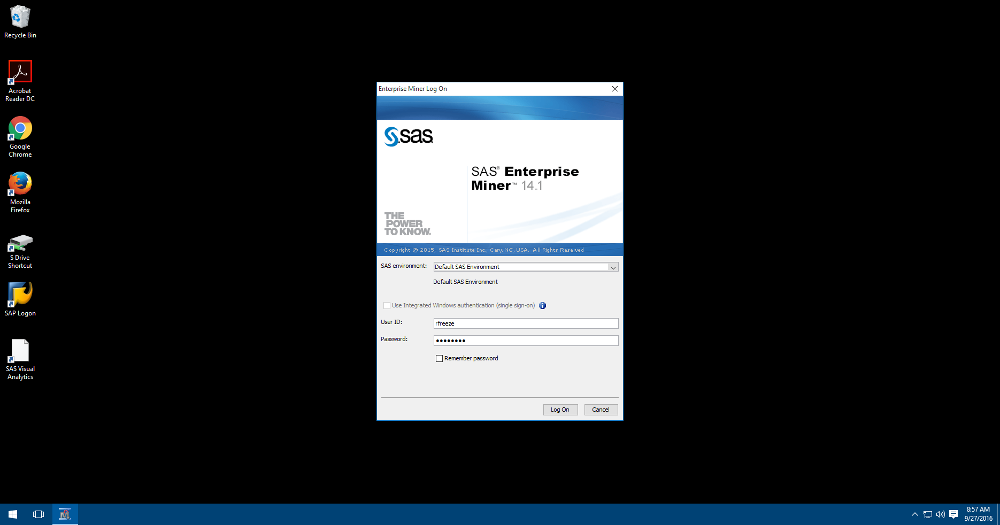 Recycle Bin
Acrobat
Reader DC
Google
Chrome
Mozilla
Firefox
S Drive
Shortcut
SAP Logon
SAS Visual
Analytics
Enterprise Miner Log On
sas
SAS® Enterprise
Miner™ 14.1
THE
POWER
TO KNOW®
Copyright © 2015, SAS Institute Inc., Cary, NC, USA. All Rights Reserved
SAS environment: Default SAS Environment
Default SAS Environment
Use Integrated Windows authentication (single sign-on)
User ID: rfreeze
Password: ●●●●●●●●
Remember password
Log On Cancel
8:57 AM
9/27/2016